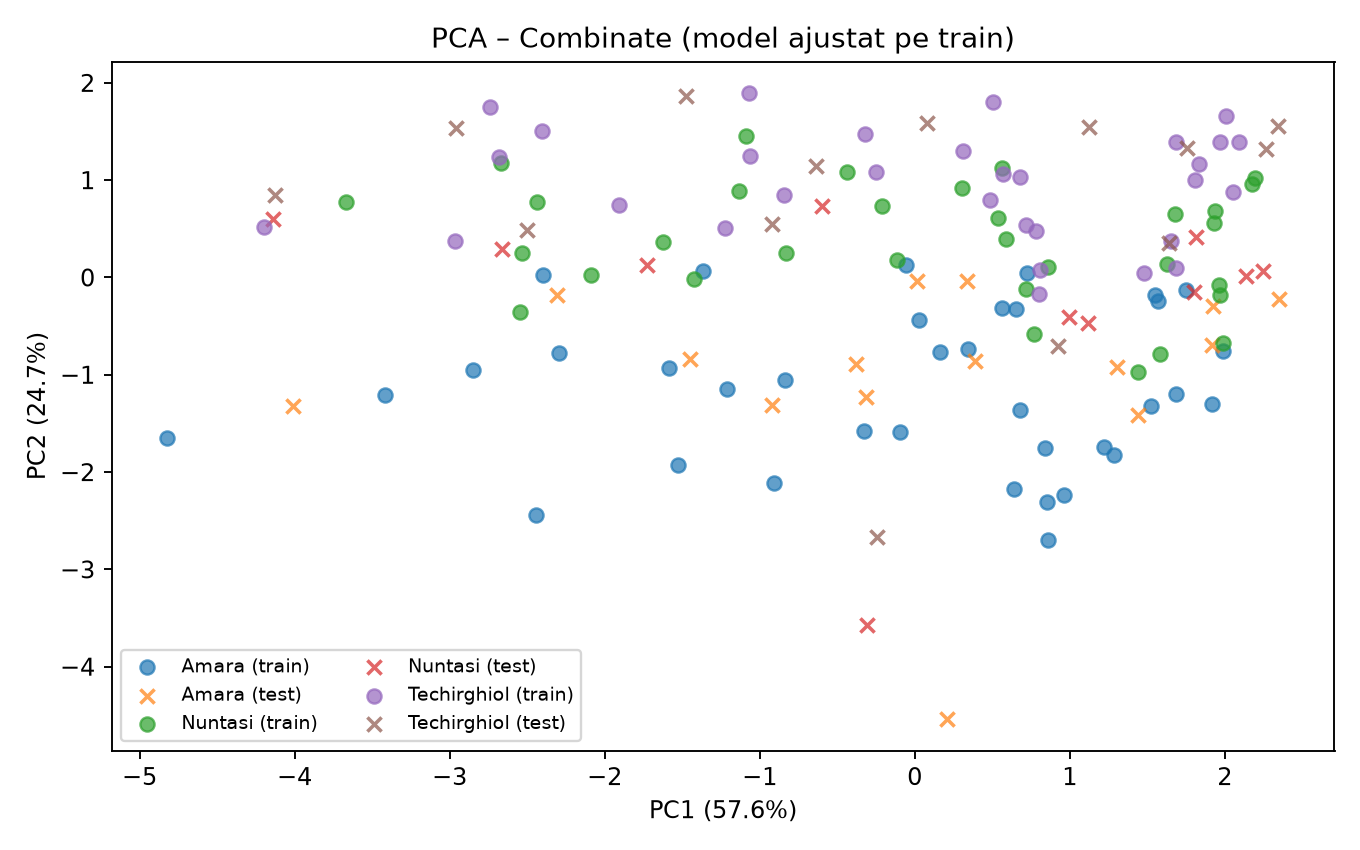 PCA – Combinate (model ajustat pe train)
PC2 (24.7%)
2
1
0
−1
−2
−3
−4
Amara (train)
Amara (test)
Nuntasi (train)
Nuntasi (test)
Techirghiol (train)
Techirghiol (test)
−5 −4 −3 −2 −1 0 1 2
PC1 (57.6%)